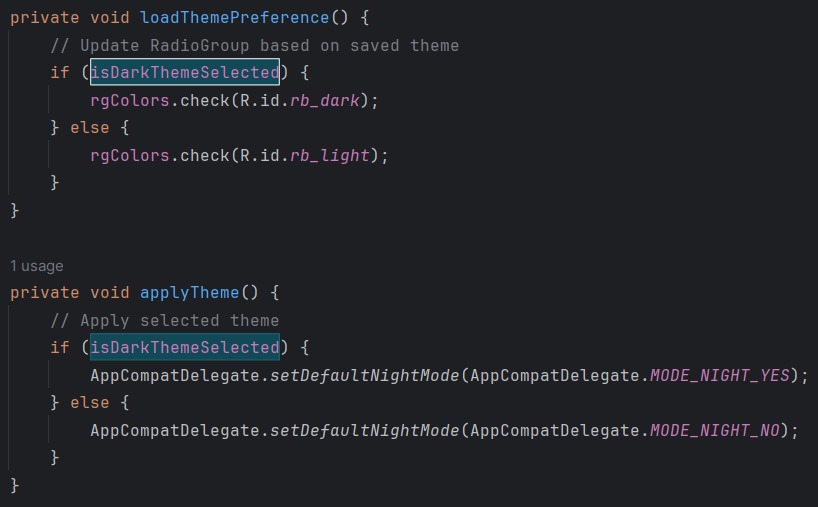 private void loadThemePreference() {
    // Update RadioGroup based on saved theme
    if (isDarkThemeSelected) {
        rgColors.check(R.id.rb_dark);
    } else {
        rgColors.check(R.id.rb_light);
    }
}
1 usage
private void applyTheme() {
    // Apply selected theme
    if (isDarkThemeSelected) {
        AppCompatDelegate.setDefaultNightMode(AppCompatDelegate.MODE_NIGHT_YES);
    } else {
        AppCompatDelegate.setDefaultNightMode(AppCompatDelegate.MODE_NIGHT_NO);
    }
}